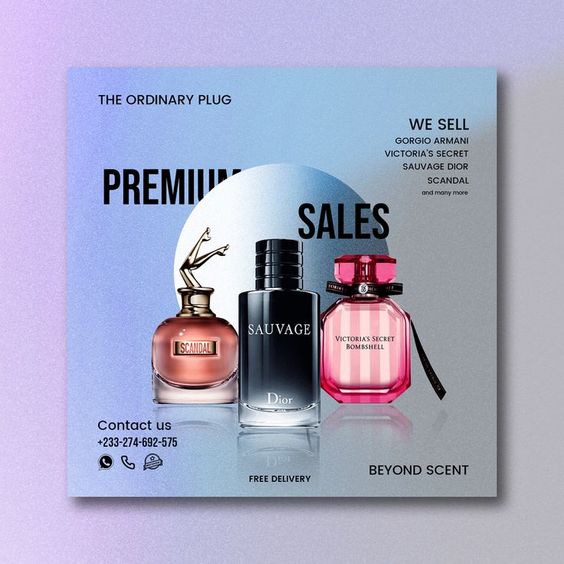 THE ORDINARY PLUG
WE SELL
GORGIO ARMANI
VICTORIA'S SECRET
SAUVAGE DIOR
SCANDAL
and many more
PREMIUM
SALES
SCANDAL
SAUVAGE
Dior
VICTORIA'S SECRET
BOMBSHELL
Contact us
+233-274-692-575
FREE DELIVERY
BEYOND SCENT